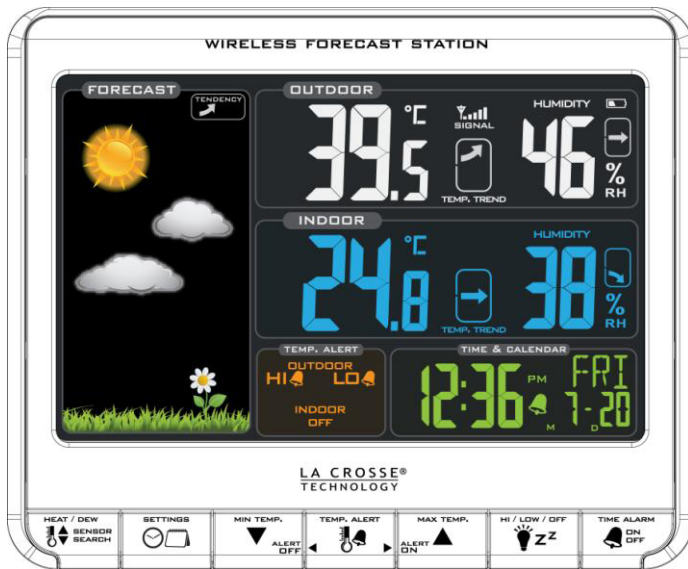 WIRELESS FORECAST STATION
FORECAST
TENDENCY
OUTDOOR
39.5 °C
SIGNAL
TEMP. TREND
HUMIDITY
46 %
RH
INDOOR
24.8 °C
TEMP. TREND
HUMIDITY
38 %
RH
TEMP. ALERT
OUTDOOR
HI LO
INDOOR
OFF
TIME & CALENDAR
12:36 PM
FRI
M 7-20 D
LA CROSSE®
TECHNOLOGY
HEAT / DEW
SENSOR
SEARCH
SETTINGS
MIN TEMP.
ALERT
OFF
TEMP. ALERT
MAX TEMP.
ALERT
ON
HI / LOW / OFF
ZZ
TIME ALARM
ON
OFF